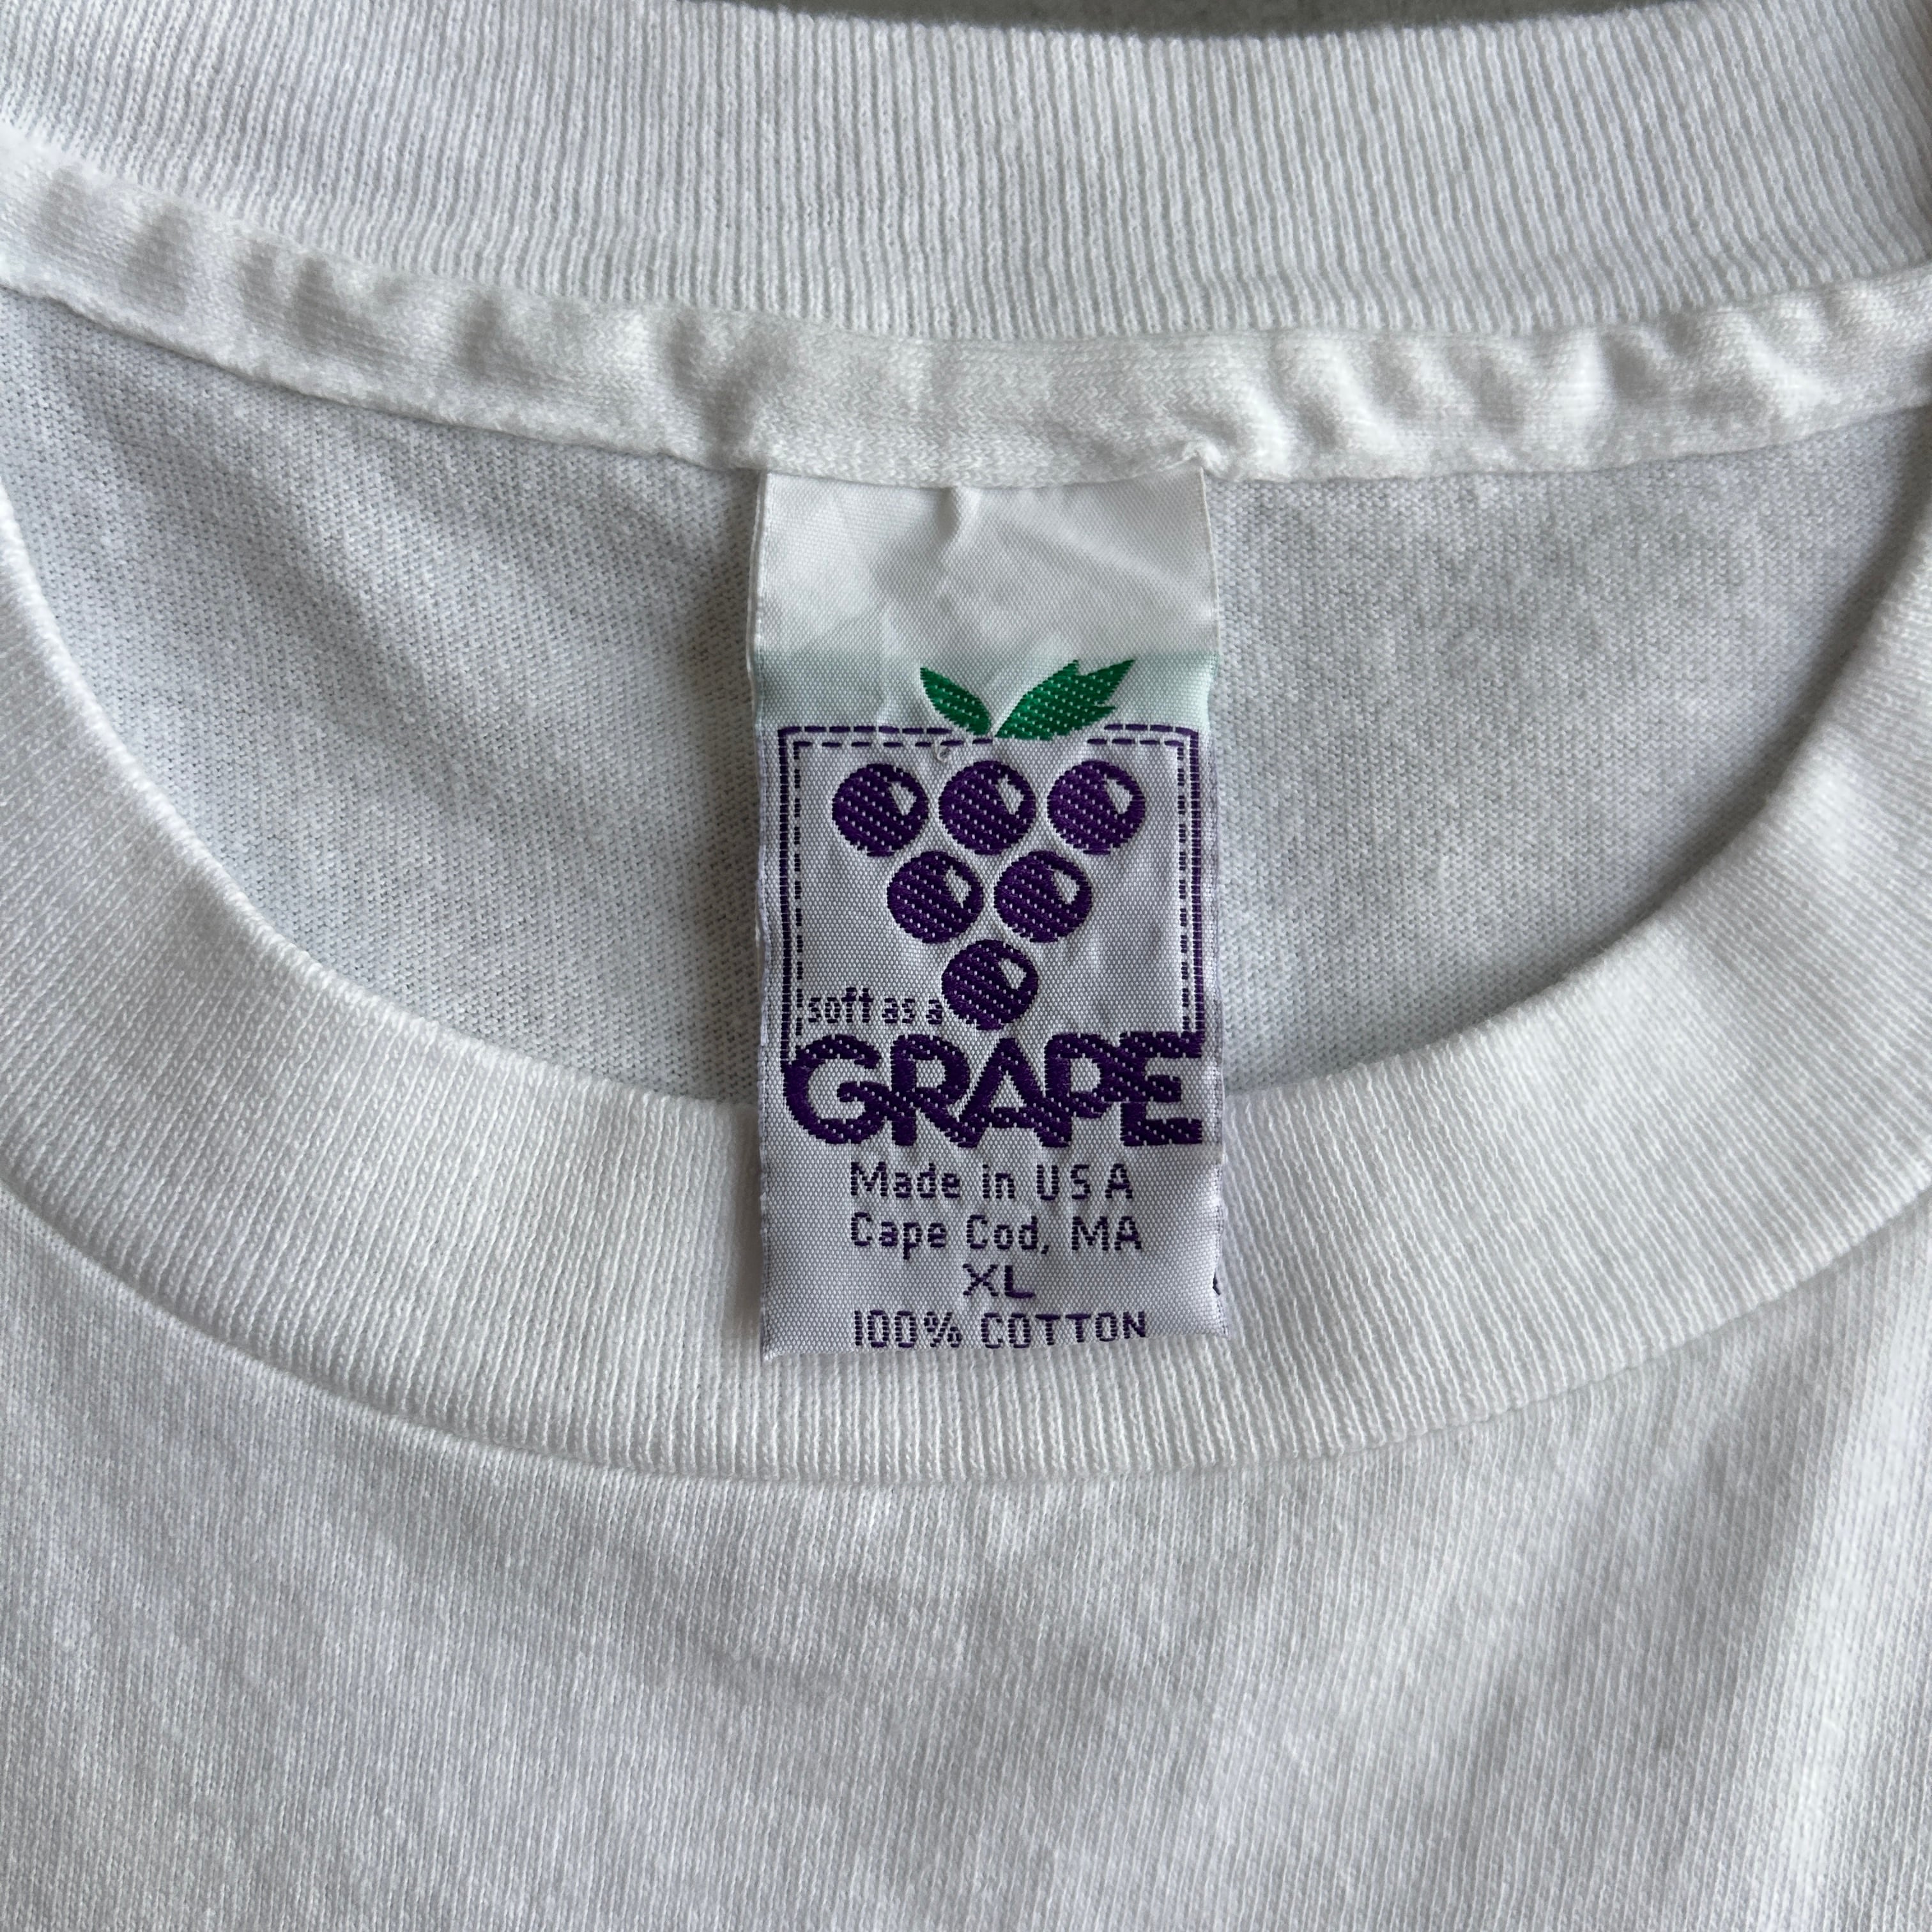 soft as a
GRAPE
Made in USA
Cape Cod, MA
XL
100% COTTON